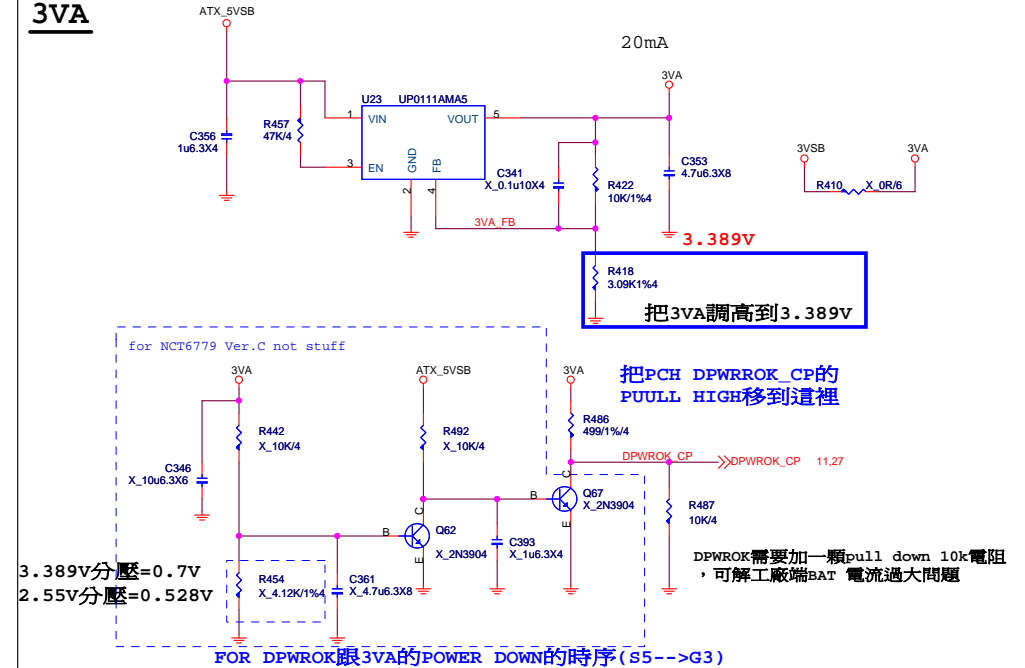 3VA
ATX_5VSB
20mA
3VA
U23 UP0111AMA5
1 VIN VOUT 5
3 EN GND FB
2 4
C356
1u6.3X4
R457
47K/4
C341
X_0.1u10X4
R422
10K/1%4
C353
4.7u6.3X8
3VSB 3VA
R410 X_0R/6
3VA_FB
3.389V
R418
3.09K1%4
把3VA調高到3.389V
for NCT6779 Ver.C not stuff
3VA
ATX_5VSB
3VA
把PCH DPWRROK_CP的
PUULL HIGH移到這裡
R442
X_10K/4
R492
X_10K/4
R486
499/1%/4
C346
X_10u6.3X6
DPWROK_CP
DPWROK_CP 11,27
B C E
Q62
X_2N3904
C393
X_1u6.3X4
B C E
Q67
X_2N3904
R487
10K/4
DPWROK需要加一顆pull down 10k電阻
，可解工廠端BAT 電流過大問題
3.389V分壓=0.7V
2.55V分壓=0.528V
R454
X_4.12K/1%4
C361
X_4.7u6.3X8
FOR DPWROK跟3VA的POWER DOWN的時序(S5-->G3)